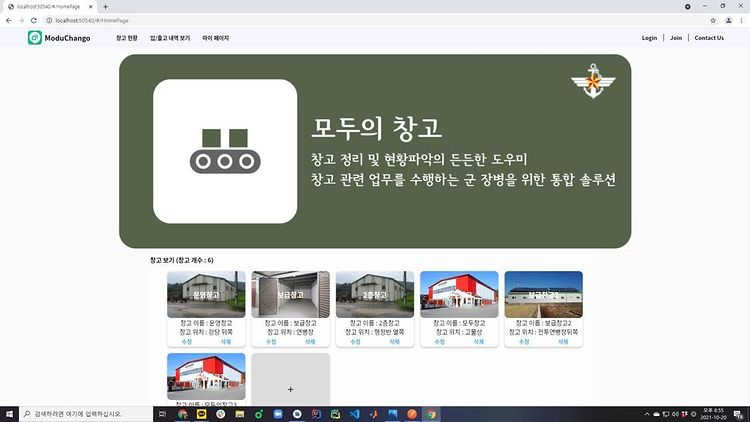 localhost:50540/#/HomePage
localhost:50540/#/HomePage
ModuChango
창고 현황
입/출고 내역 보기
마이 페이지
Login
Join
Contact Us
모두의 창고
창고 정리 및 현황파악의 든든한 도우미
창고 관련 업무를 수행하는 군 장병을 위한 통합 솔루션
창고 보기 (창고 개수 : 6)
운영창고
보급창고
2층창고
모두창고
보급창고2
창고 이름 : 운영창고
창고 이름 : 보급창고
창고 이름 : 2층창고
창고 이름 : 모두창고
창고 이름 : 보급창고2
창고 위치 : 강당 뒤쪽
창고 위치 : 연병장
창고 위치 : 행정반 옆쪽
창고 위치 : 고물상
창고 위치 : 전투연병장뒤쪽
수정 삭제
수정 삭제
수정 삭제
수정 삭제
수정 삭제
+
검색하려면 여기에 입력하십시오.
오후 6:55
2021-10-20